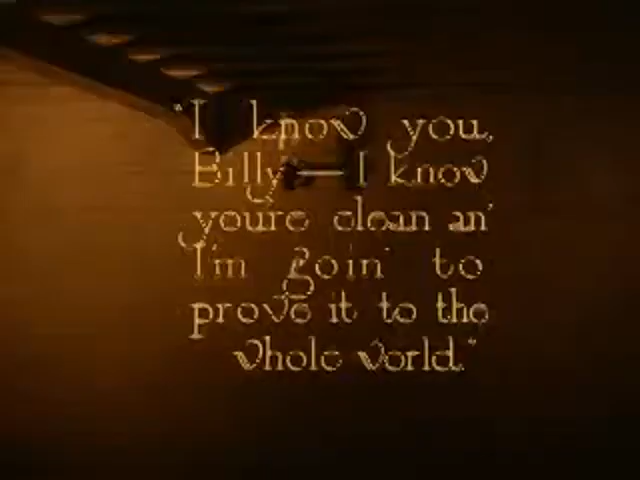 "I know you,
Billy — I know
you're clean an'
I'm goin' to
prove it to the
whole world."